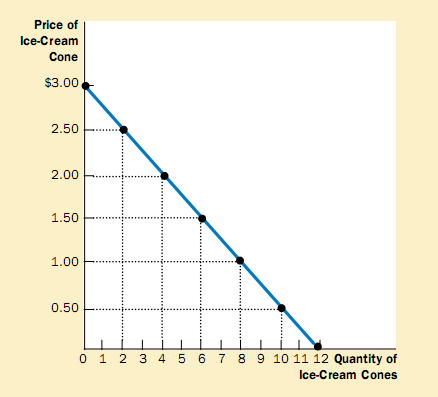 Price of
Ice-Cream
Cone
$3.00
2.50
2.00
1.50
1.00
0.50
0 1 2 3 4 5 6 7 8 9 10 11 12 Quantity of
Ice-Cream Cones